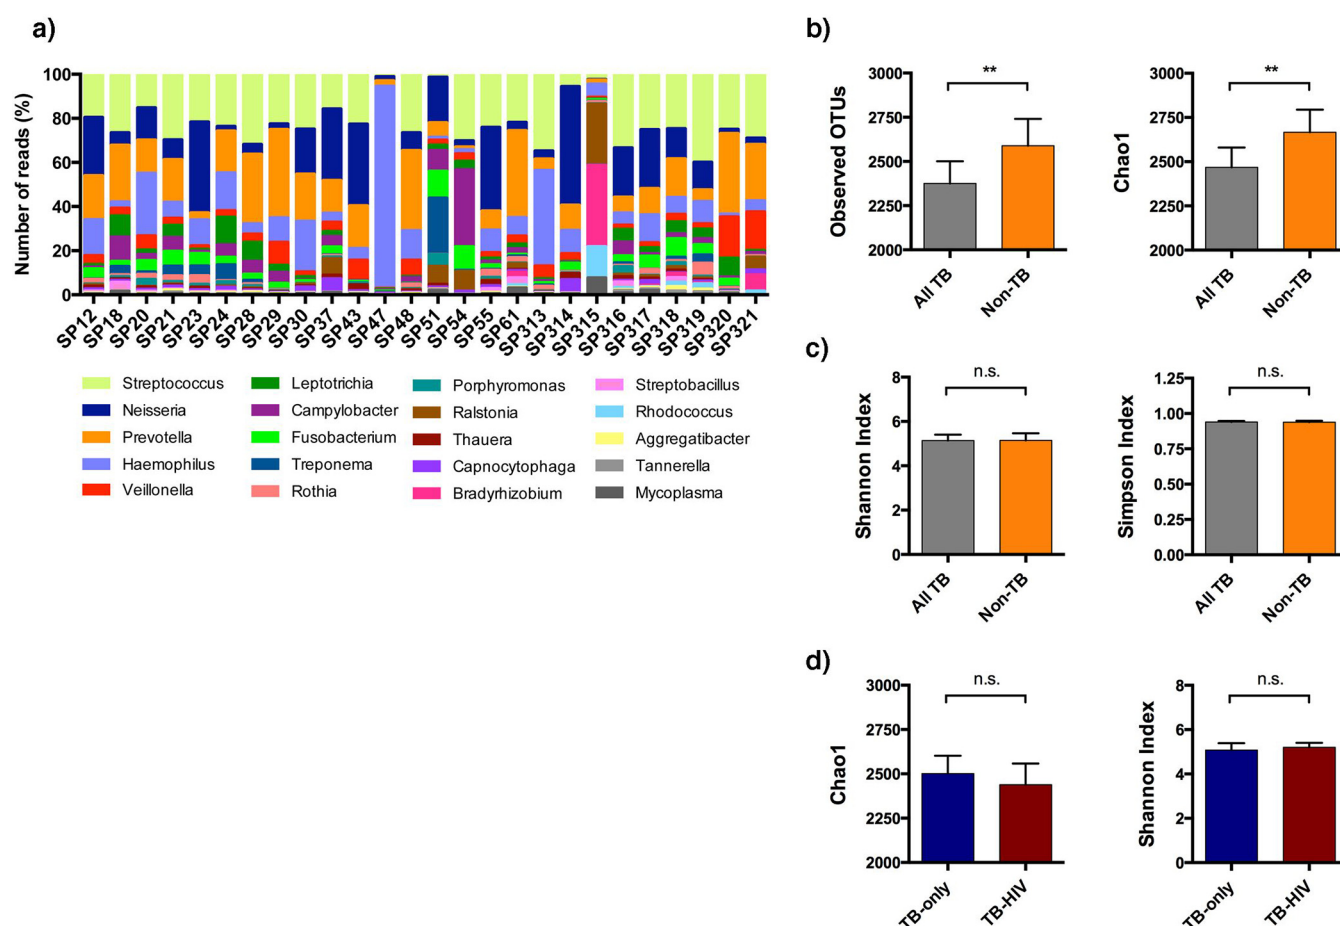 a)
Number of reads (%)
100
80
60
40
20
0
SP12 SP18 SP20 SP21 SP23 SP24 SP28 SP29 SP30 SP37 SP43 SP47 SP48 SP51 SP54 SP55 SP61 SP313 SP314 SP315 SP316 SP317 SP318 SP319 SP320 SP321
Streptococcus Leptotrichia Porphyromonas Streptobacillus
Neisseria Campylobacter Ralstonia Rhodococcus
Prevotella Fusobacterium Thauera Aggregatibacter
Haemophilus Treponema Capnocytophaga Tannerella
Veillonella Rothia Bradyrhizobium Mycoplasma
b)
Observed OTUs
3000
2750
2500
2250
2000
**
All TB Non-TB
Chao1
3000
2750
2500
2250
2000
**
All TB Non-TB
c)
Shannon Index
8
6
4
2
0
n.s.
All TB Non-TB
Simpson Index
1.25
1.00
0.75
0.50
0.25
0.00
n.s.
All TB Non-TB
d)
Chao1
3000
2750
2500
2250
2000
n.s.
TB-only TB-HIV
Shannon Index
8
6
4
2
0
n.s.
TB-only TB-HIV